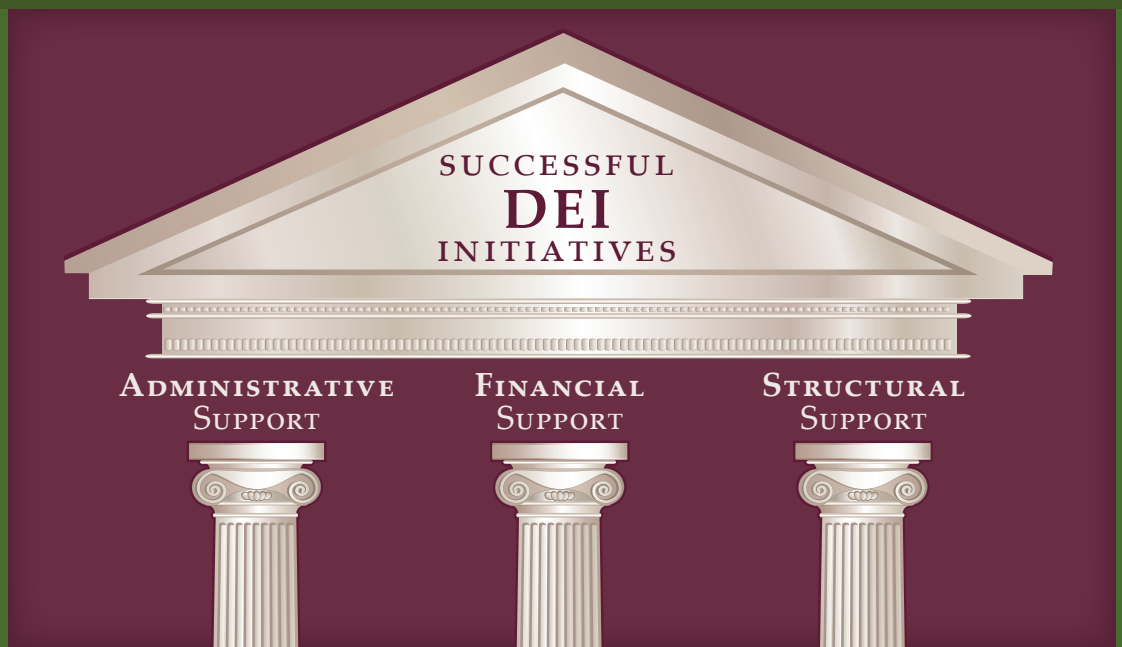 SUCCESSFUL
DEI
INITIATIVES
ADMINISTRATIVE
SUPPORT
FINANCIAL
SUPPORT
STRUCTURAL
SUPPORT